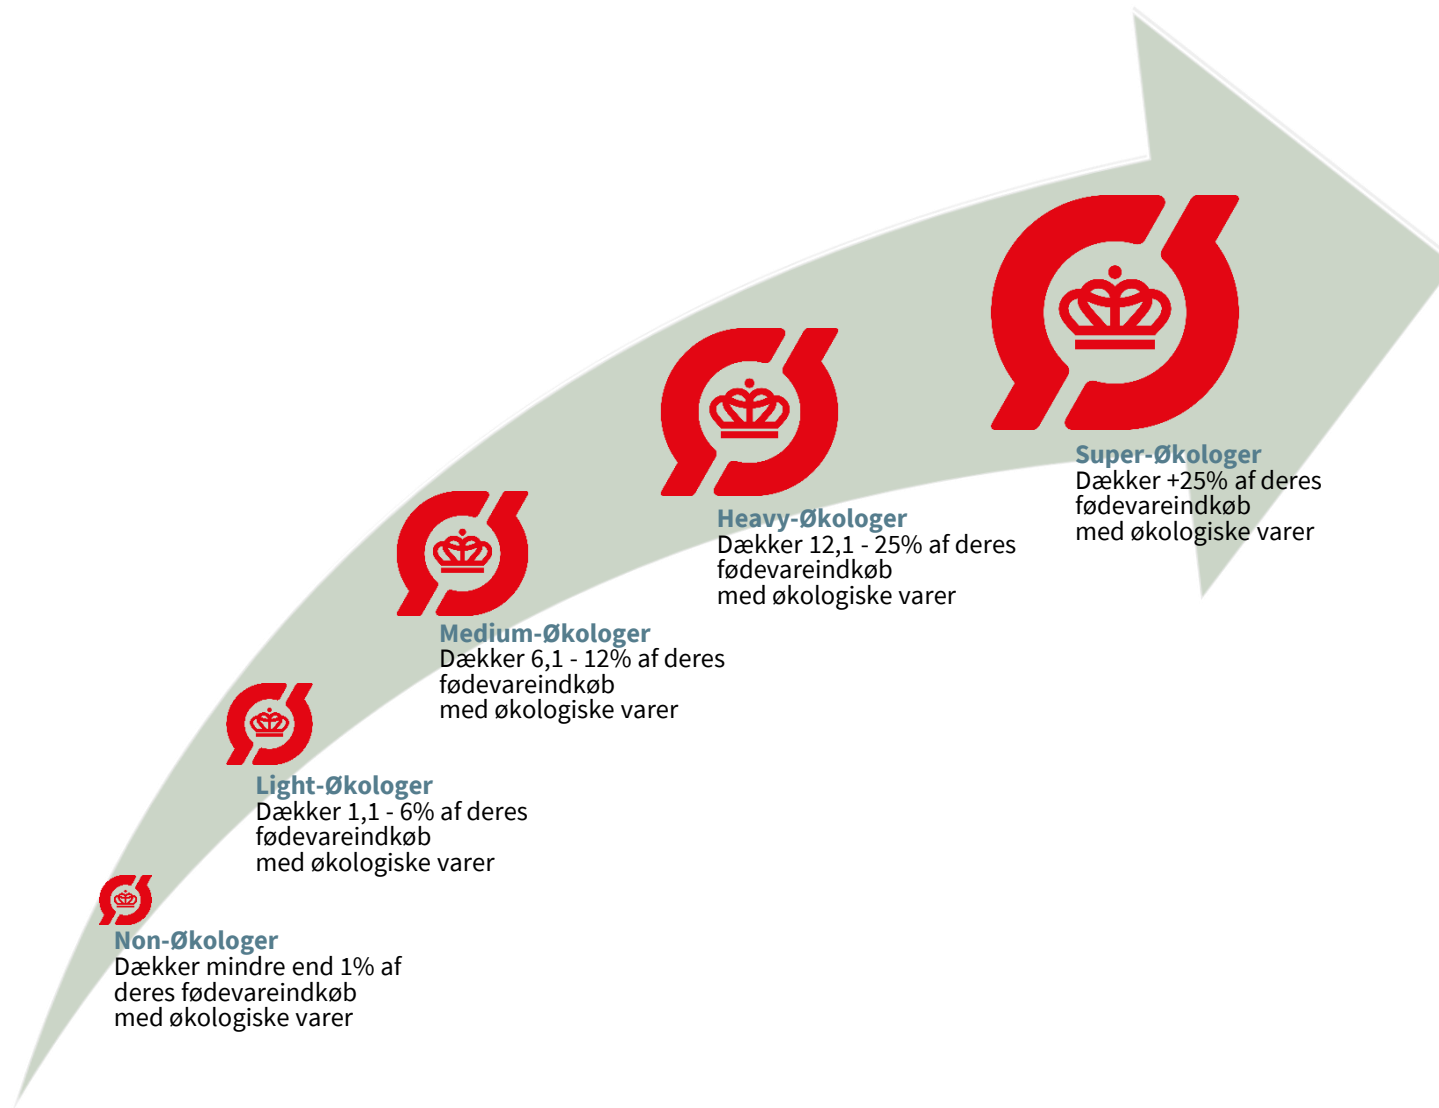 Super-Økologer
Dækker +25% af deres
fødevareindkøb
med økologiske varer
Heavy-Økologer
Dækker 12,1 - 25% af deres
fødevareindkøb
med økologiske varer
Medium-Økologer
Dækker 6,1 - 12% af deres
fødevareindkøb
med økologiske varer
Light-Økologer
Dækker 1,1 - 6% af deres
fødevareindkøb
med økologiske varer
Non-Økologer
Dækker mindre end 1% af
deres fødevareindkøb
med økologiske varer